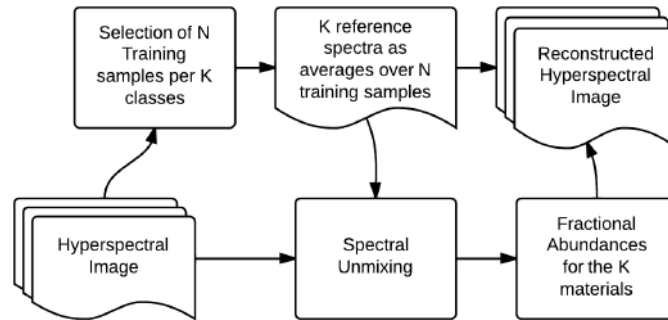 Selection of N
Training
samples per K
classes
K reference
spectra as
averages over N
training samples
Reconstructed
Hyperspectral
Image
Hyperspectral
Image
Spectral
Unmixing
Fractional
Abundances
for the K
materials